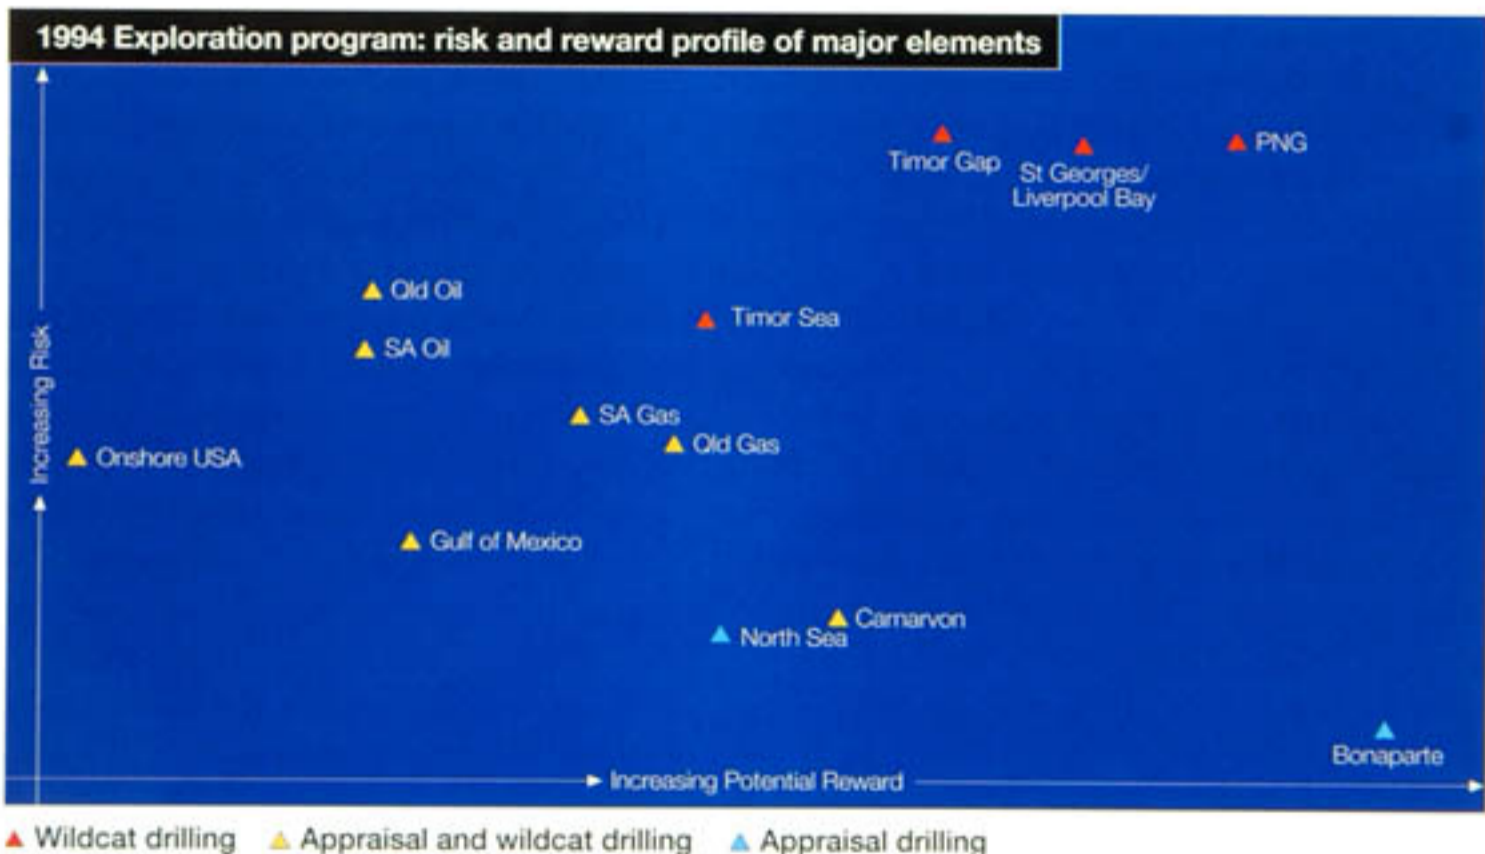 1994 Exploration program: risk and reward profile of major elements
Timor Gap
St Georges/
Liverpool Bay
PNG
Qld Oil
Timor Sea
SA Oil
SA Gas
Qld Gas
Onshore USA
Gulf of Mexico
Carnarvon
North Sea
Bonaparte
Increasing Risk
Increasing Potential Reward
Wildcat drilling
Appraisal and wildcat drilling
Appraisal drilling